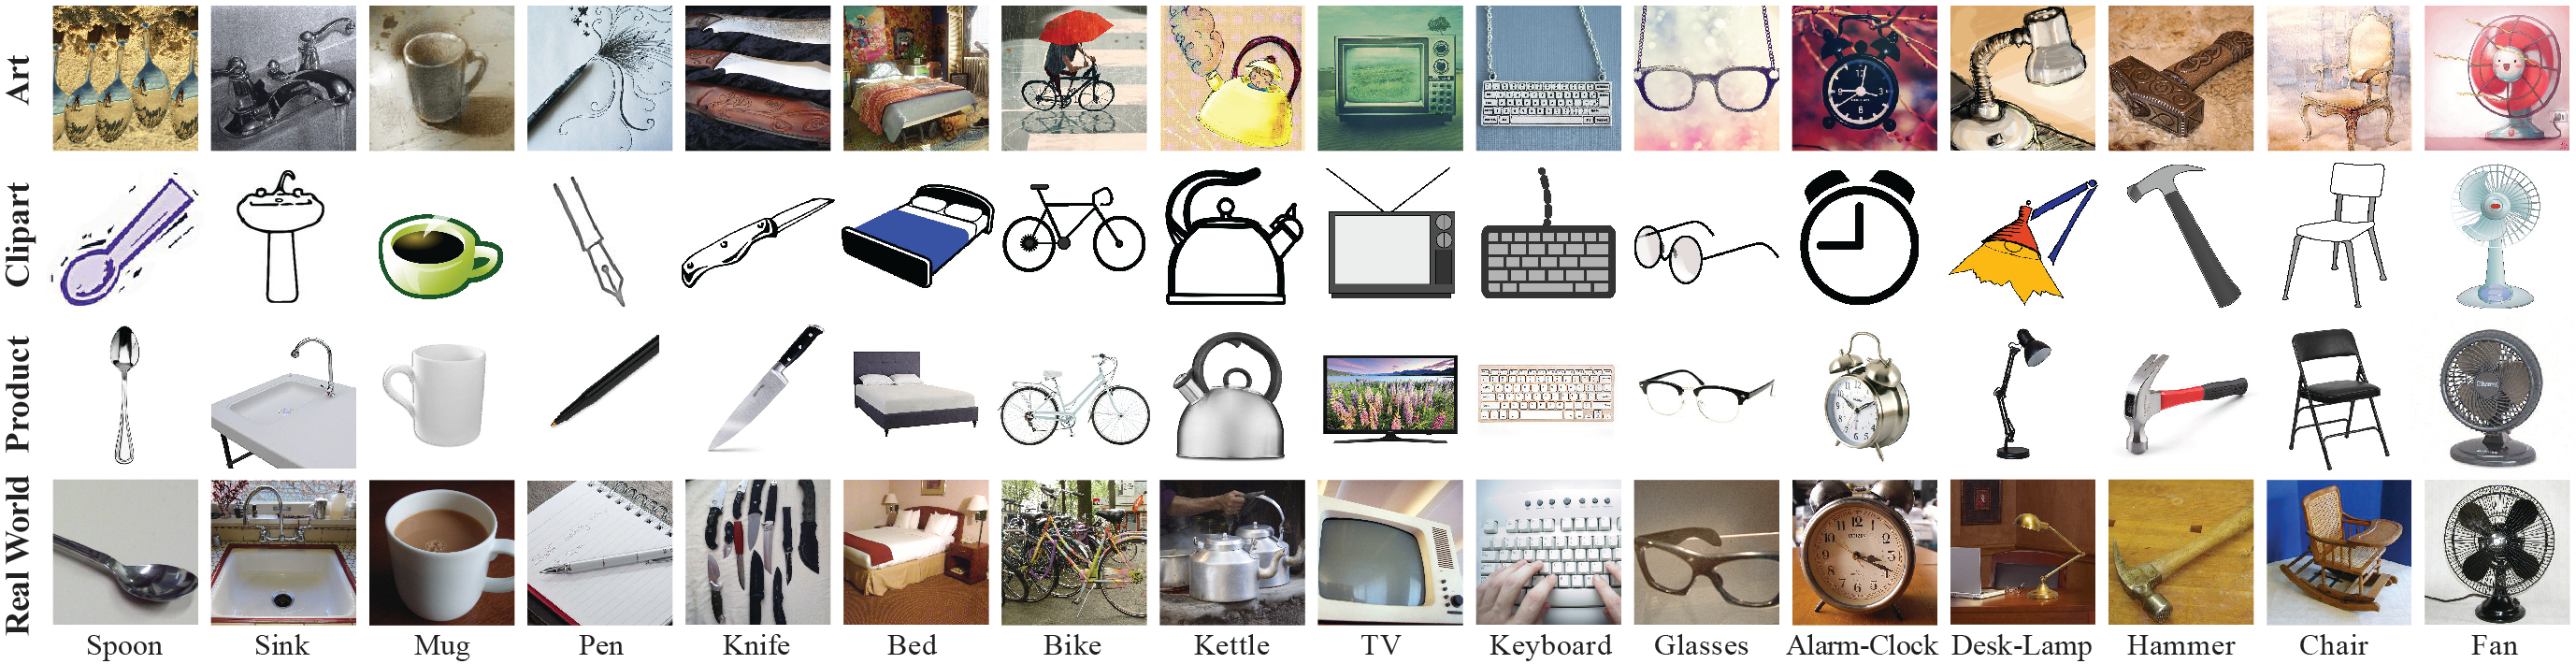 Art
Clipart
Product
Real World
Spoon Sink Mug Pen Knife Bed Bike Kettle TV Keyboard Glasses Alarm-Clock Desk-Lamp Hammer Chair Fan